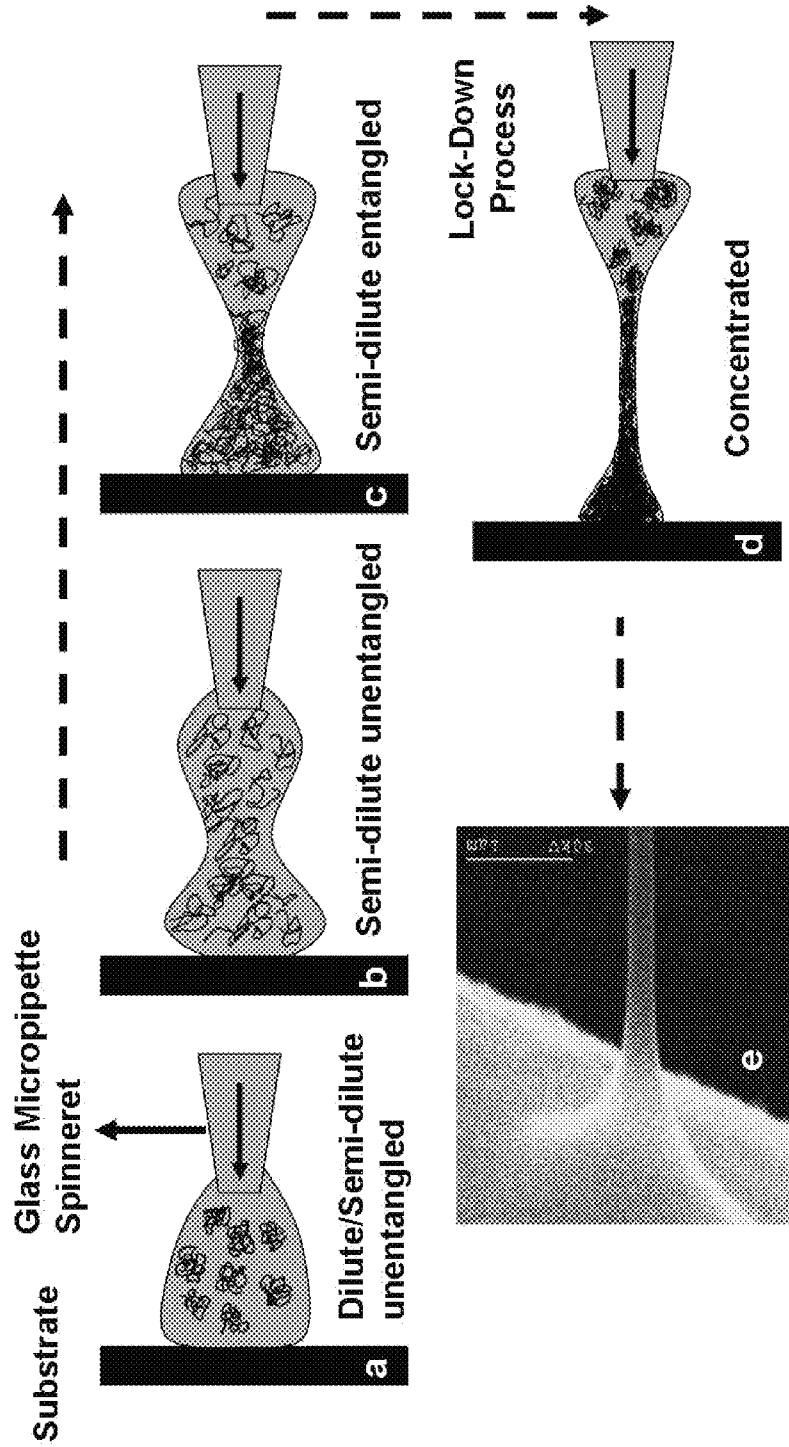 Substrate
Glass Micropipette
Spinneret
a
Dilute/Semi-dilute
unentangled
b
Semi-dilute unentangled
c
Semi-dilute entangled
Lock-Down
Process
d
Concentrated
e